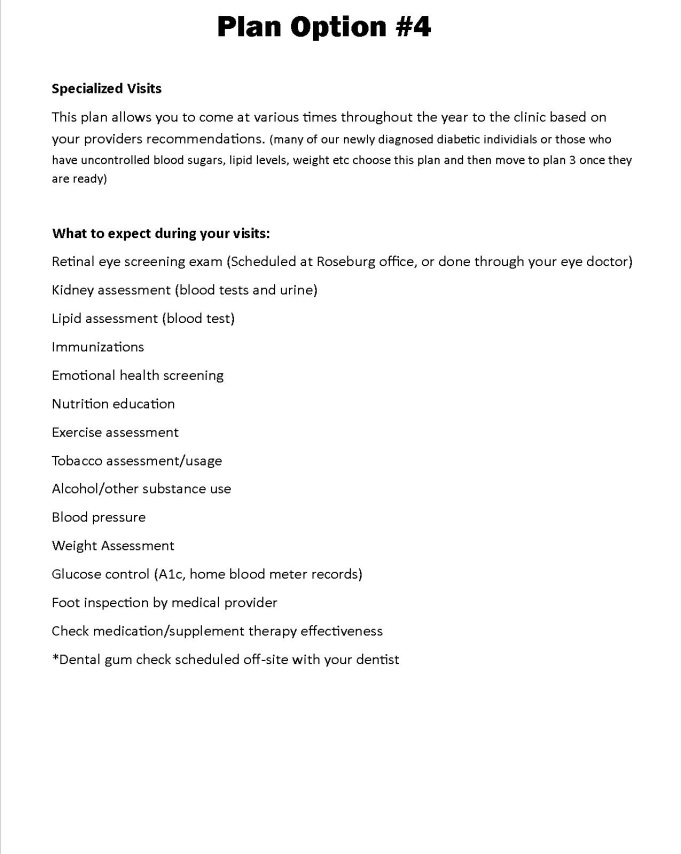 Plan Option #4
Specialized Visits
This plan allows you to come at various times throughout the year to the clinic based on
your providers recommendations. (many of our newly diagnosed diabetic individials or those who
have uncontrolled blood sugars, lipid levels, weight etc choose this plan and then move to plan 3 once they
are ready)
What to expect during your visits:
Retinal eye screening exam (Scheduled at Roseburg office, or done through your eye doctor)
Kidney assessment (blood tests and urine)
Lipid assessment (blood test)
Immunizations
Emotional health screening
Nutrition education
Exercise assessment
Tobacco assessment/usage
Alcohol/other substance use
Blood pressure
Weight Assessment
Glucose control (A1c, home blood meter records)
Foot inspection by medical provider
Check medication/supplement therapy effectiveness
*Dental gum check scheduled off-site with your dentist